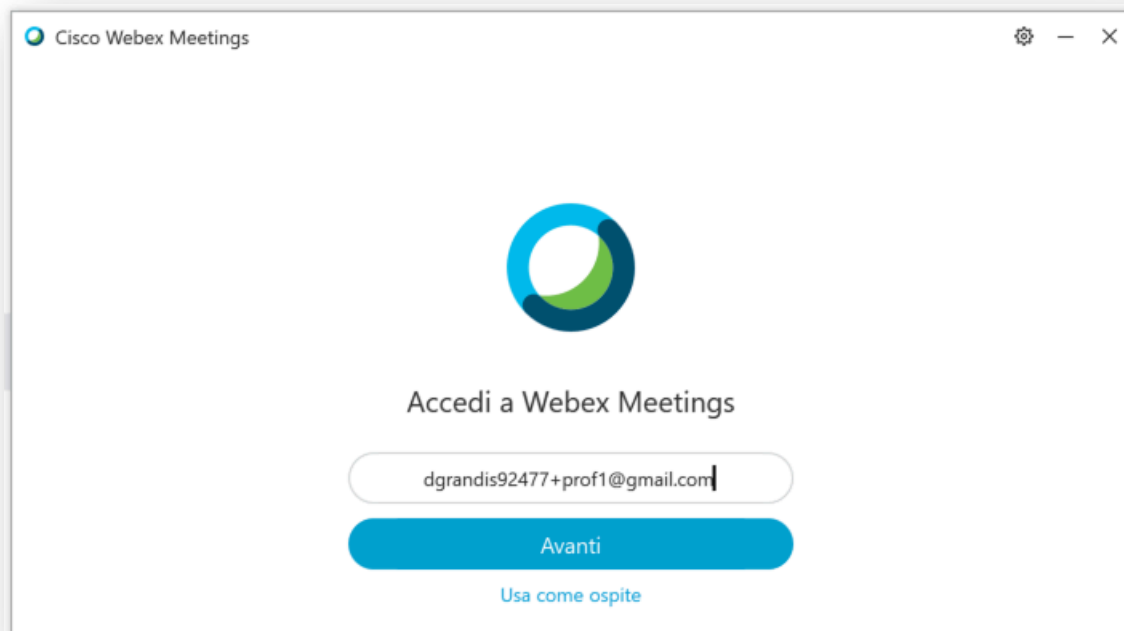 Cisco Webex Meetings
Accedi a Webex Meetings
dgrandis92477+prof1@gmail.com
Avanti
Usa come ospite